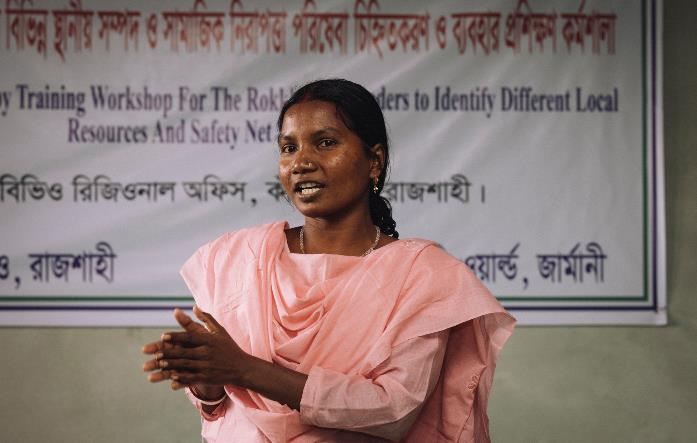 বিভিন্ন স্থানীয় সম্পদ ও সামাজিক নিরাপত্তা পরিষেবা চিহ্নিতকরণ ও ব্যবহার প্রশিক্ষণ কর্মশালা
Training Workshop For The to Identify Different Local
Resources And Safety Net
বিভিও রিজিওনাল অফিস, রাজশাহী।
রাজশাহী ওয়ার্ল্ড, জার্মানী